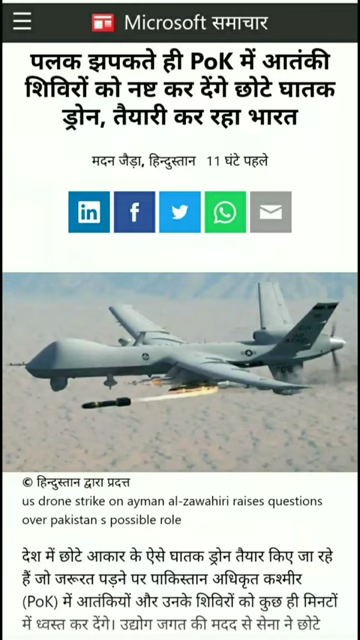 Microsoft समाचार
पलक झपकते ही PoK में आतंकी
शिविरों को नष्ट कर देंगे छोटे घातक
ड्रोन, तैयारी कर रहा भारत
मदन जैड़ा, हिन्दुस्तान 11 घंटे पहले
© हिन्दुस्तान द्वारा प्रदत्त
us drone strike on ayman al-zawahiri raises questions
over pakistan s possible role
देश में छोटे आकार के ऐसे घातक ड्रोन तैयार किए जा रहे
हैं जो जरूरत पड़ने पर पाकिस्तान अधिकृत कश्मीर
(PoK) में आतंकियों और उनके शिविरों को कुछ ही मिनटों
में ध्वस्त कर देंगे। उद्योग जगत की मदद से सेना ने छोटे